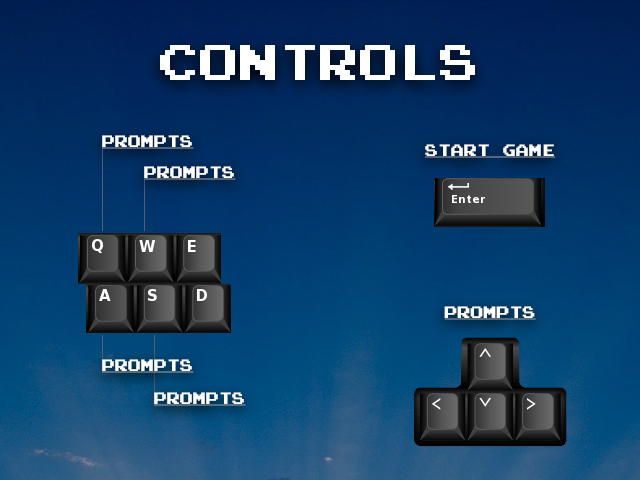 CONTROLS
PROMPTS
PROMPTS
START GAME
Enter
Q W E
A S D
PROMPTS
PROMPTS
PROMPTS
^
< v >